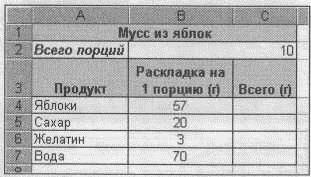 A B C
1 Мусс из яблок
2 Всего порций 10
Раскладка на
3 Продукт 1 порцию (г) Всего (г)
4 Яблоки 57
5 Сахар 20
6 Желатин 3
7 Вода 70